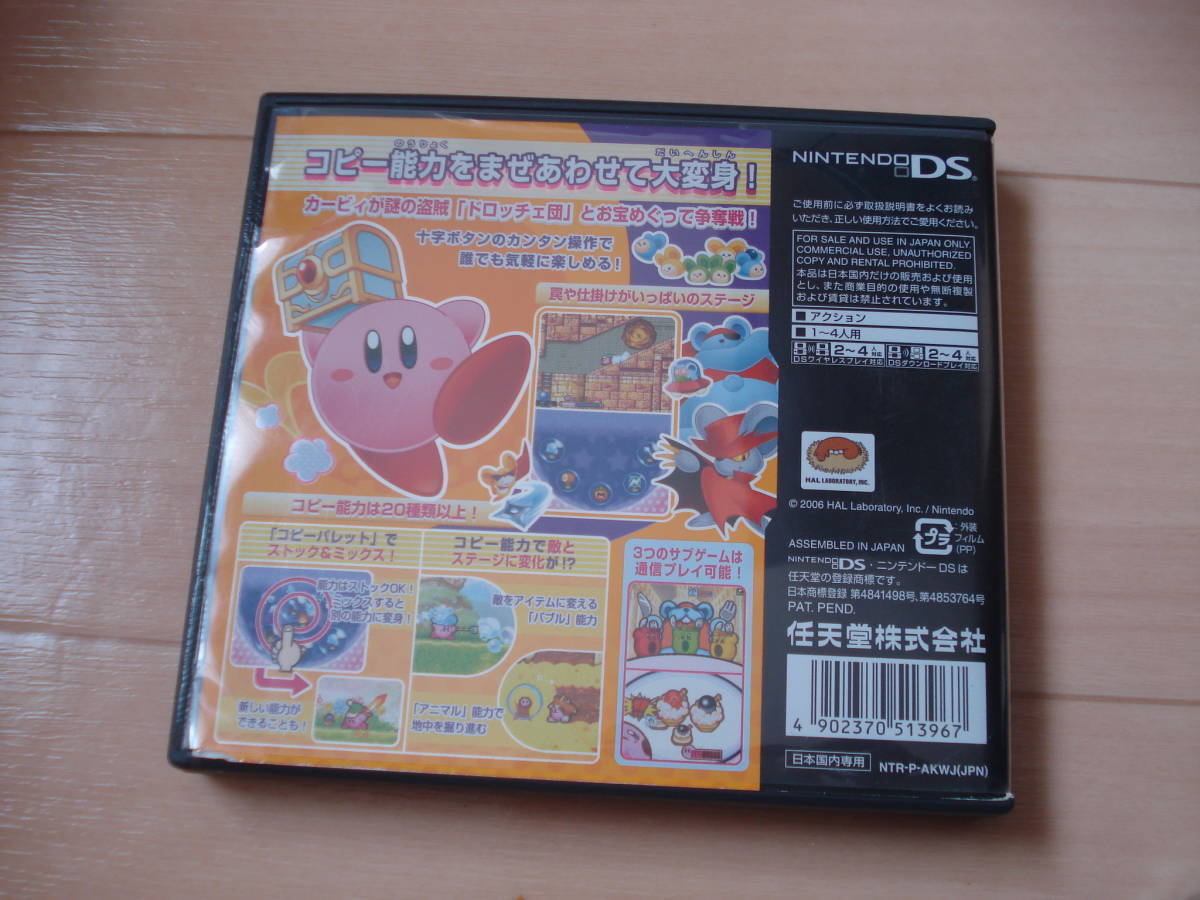 のうりょく だいへんしん
コピー能力をまぜあわせて大変身！
カービィが謎の盗賊「ドロッチェ団」とお宝めぐって争奪戦！
十字ボタンのカンタン操作で
誰でも気軽に楽しめる！
罠や仕掛けがいっぱいのステージ
コピー能力は20種類以上！
「コピーパレット」で
ストック&ミックス！
能力はストックOK！
ミックスすると
別の能力に変身！
新しい能力が
できることも！
コピー能力で敵と
ステージに変化が!?
敵をアイテムに変える
「バブル」能力
「アニマル」能力で
地中を掘り進む
3つのサブゲームは
通信プレイ可能！
NINTENDO DS
ご使用前に必ず取扱説明書をよくお読み
いただき、正しい使用方法でご愛用ください。
FOR SALE AND USE IN JAPAN ONLY.
COMMERCIAL USE, UNAUTHORIZED
COPY AND RENTAL PROHIBITED.
本品は日本国内だけの販売および使用
とし、また商業目的の使用や無断複製
および賃貸は禁止されています。
■ アクション
■ 1～4人用
2～4人対応 2～4人対応
DSワイヤレスプレイ対応 DSダウンロードプレイ対応
HAL LABORATORY, INC.
© 2006 HAL Laboratory, Inc. / Nintendo
プラ
外装
フィルム
(PP)
ASSEMBLED IN JAPAN
NINTENDO DS・ニンテンドーDSは
任天堂の登録商標です。
日本商標登録 第4841498号、第4853764号
PAT. PEND.
任天堂株式会社
4 902370 513967
日本国内専用
NTR-P-AKWJ(JPN)